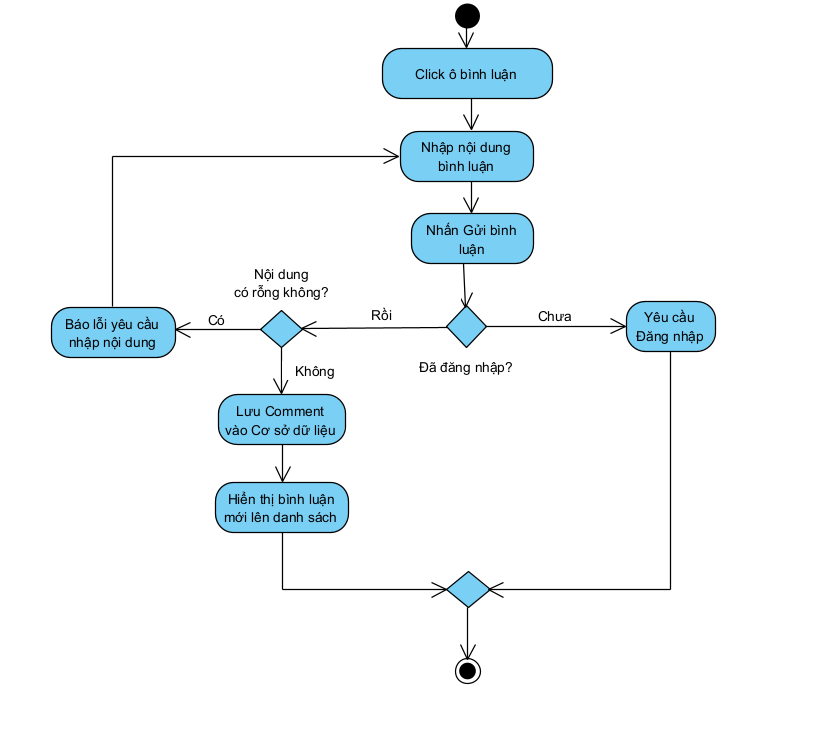 Click ô bình luận
Nhập nội dung
bình luận
Nhấn Gửi bình
luận
Nội dung
có rỗng không?
Báo lỗi yêu cầu
nhập nội dung
Có
Rồi
Chưa
Yêu cầu
Đăng nhập
Đã đăng nhập?
Không
Lưu Comment
vào Cơ sở dữ liệu
Hiển thị bình luận
mới lên danh sách